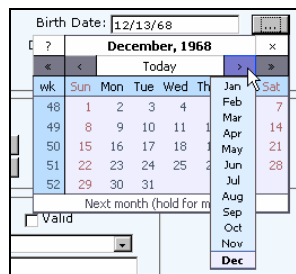 Birth Date: 12/13/68 ...
? December, 1968 ×
« ‹ Today › »
wk Sun Mon Tue Wed Th Sat
48 1 2 3 4 7
49 8 9 10 11 14
50 15 16 17 18 21
51 22 23 24 25 28
52 29 30 31
Next month (hold for m
Jan
Feb
Mar
Apr
May
Jun
Jul
Aug
Sep
Oct
Nov
Dec
Valid